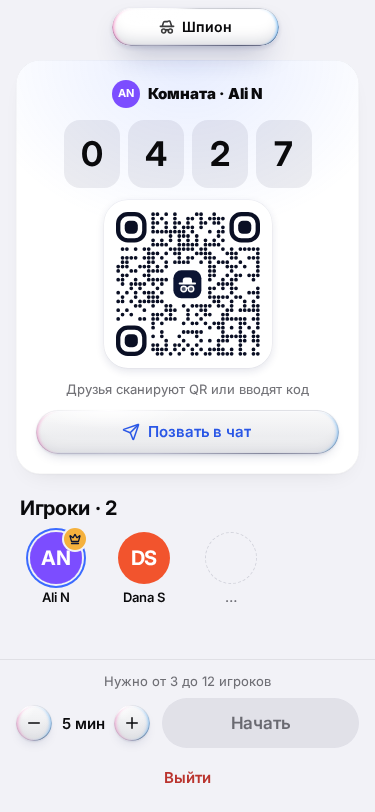 Шпион
AN Комната · Ali N
0 4 2 7
Друзья сканируют QR или вводят код
Позвать в чат
Игроки · 2
AN DS
Ali N Dana S ...
Нужно от 3 до 12 игроков
5 мин Начать
Выйти